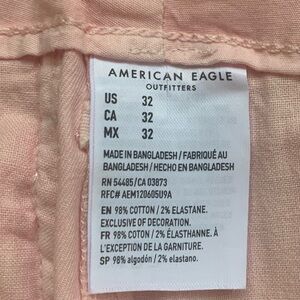 AMERICAN EAGLE
OUTFITTERS
US 32
CA 32
MX 32
MADE IN BANGLADESH / FABRIQUÉ AU
BANGLADESH / HECHO EN BANGLADESH
RN 54485/CA 03873
RFC# AEM120605U9A
EN 98% COTTON / 2% ELASTANE.
EXCLUSIVE OF DECORATION.
FR 98% COTON / 2% ÉLASTHANNE. À
L'EXCEPTION DE LA GARNITURE.
SP 98% algodón / 2% elastano.